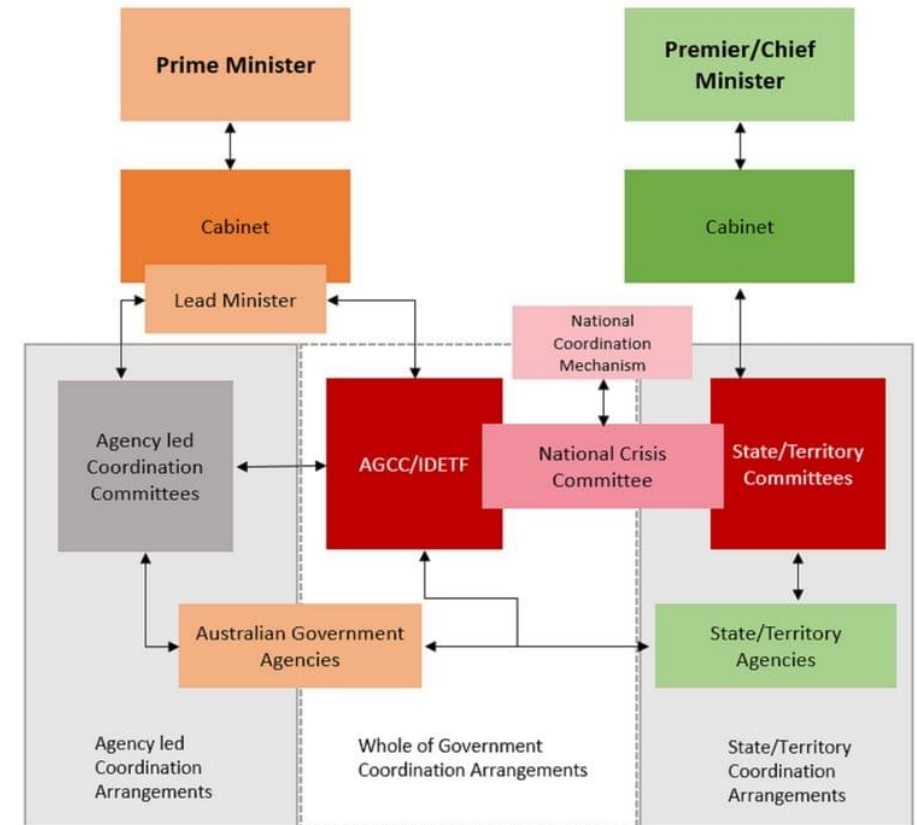 Prime Minister
Premier/Chief
Minister
Cabinet
Cabinet
Lead Minister
National
Coordination
Mechanism
Agency led
Coordination
Committees
AGCC/IDETF
National Crisis
Committee
State/Territory
Committees
Australian Government
Agencies
State/Territory
Agencies
Agency led
Coordination
Arrangements
Whole of Government
Coordination Arrangements
State/Territory
Coordination
Arrangements